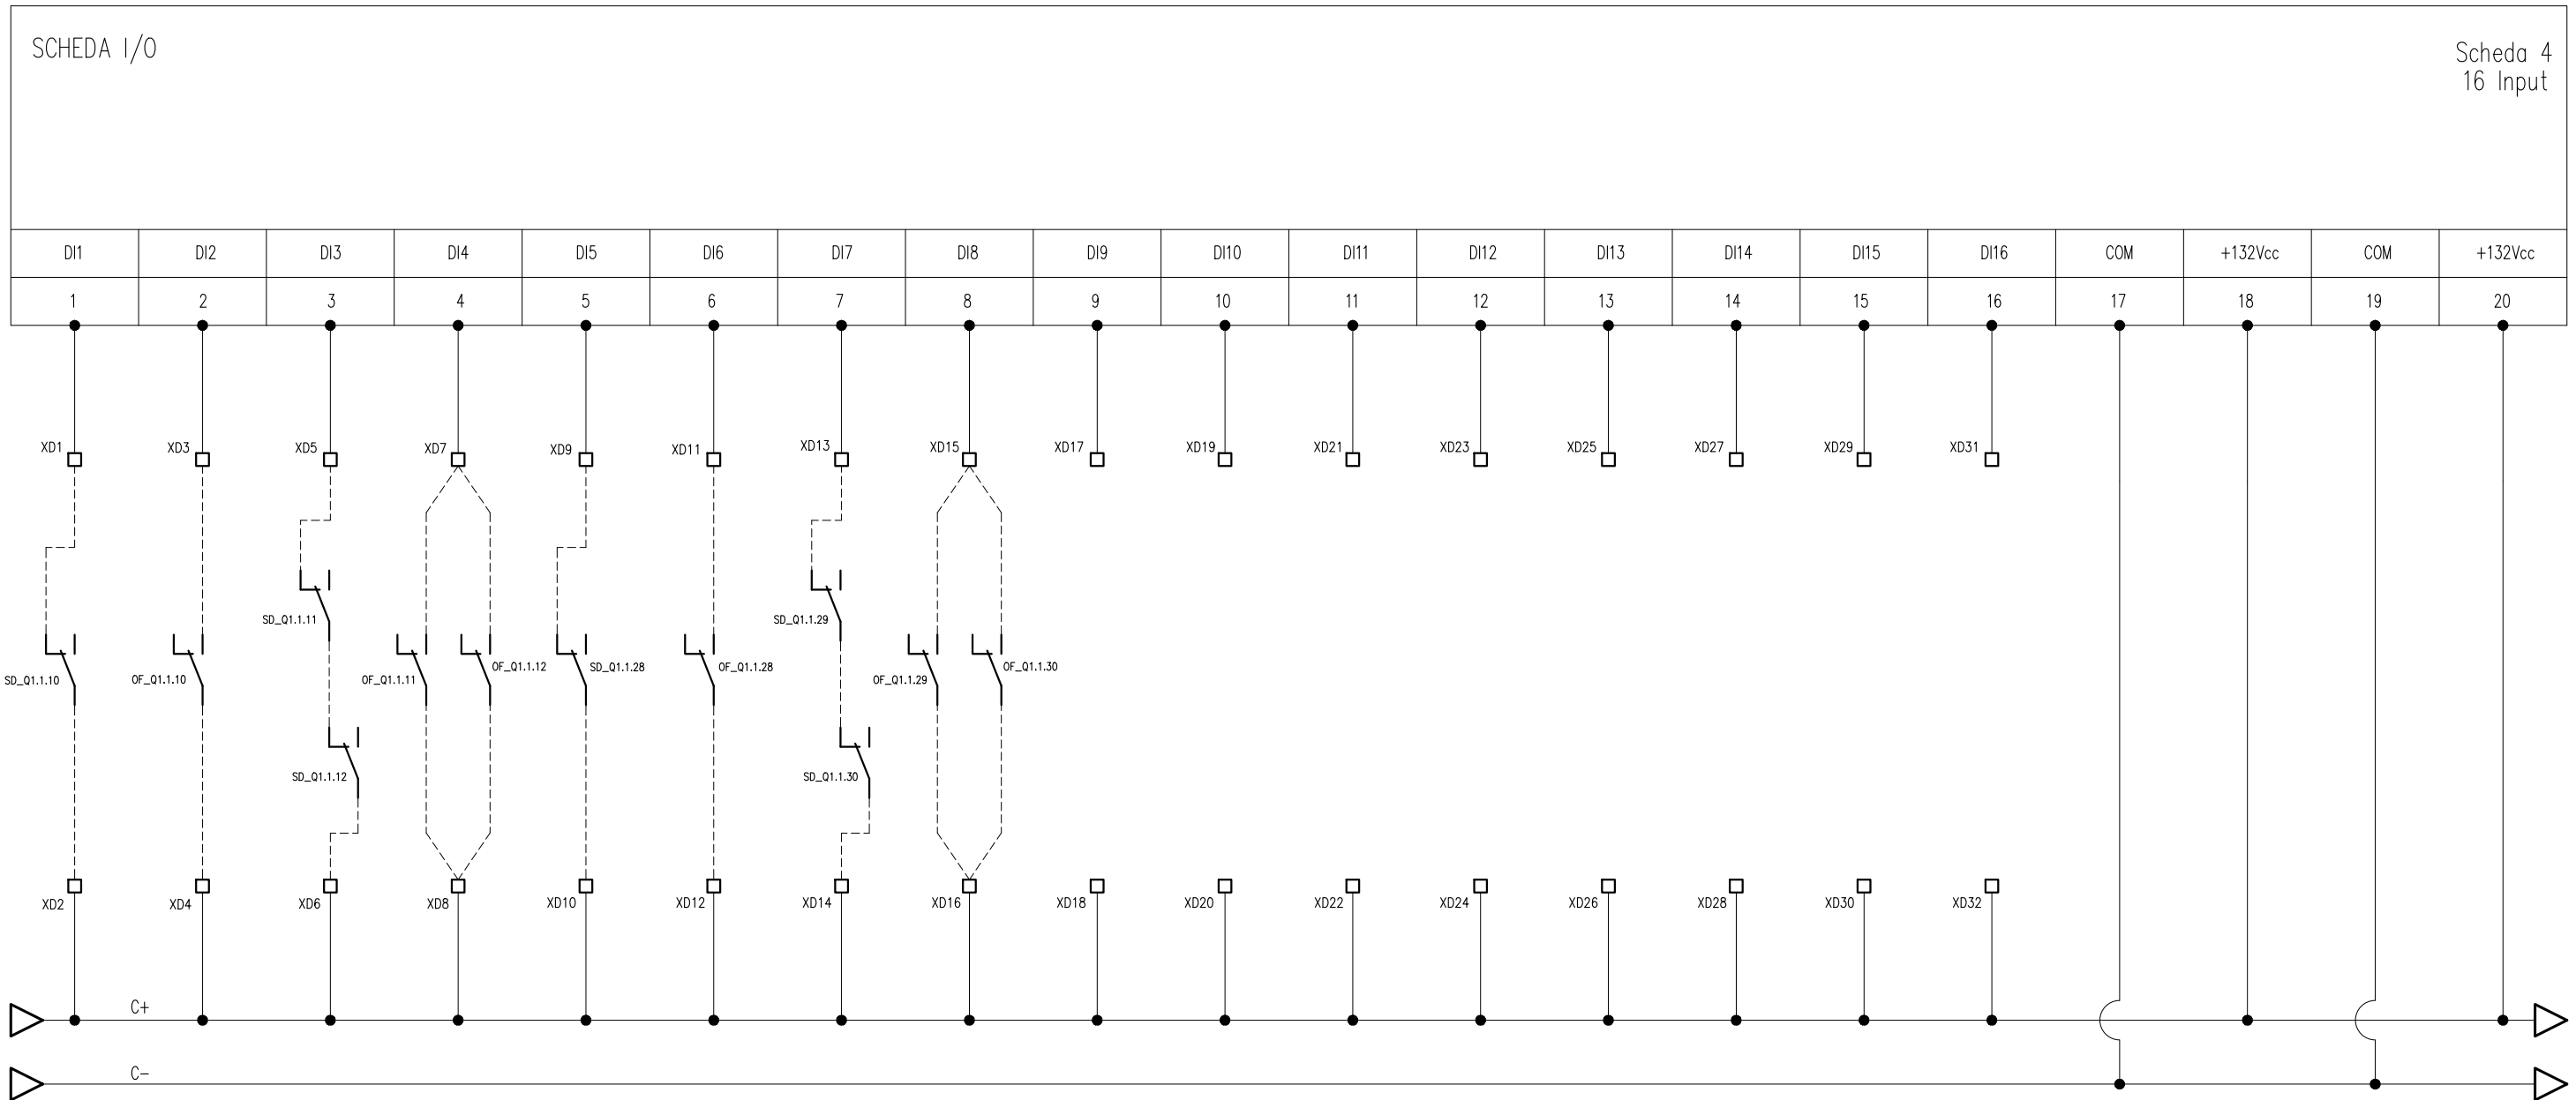 SCHEDA I/O
Scheda 4
16 Input
DI1 DI2 DI3 DI4 DI5 DI6 DI7 DI8 DI9 DI10 DI11 DI12 DI13 DI14 DI15 DI16 COM +132Vcc COM +132Vcc
1 2 3 4 5 6 7 8 9 10 11 12 13 14 15 16 17 18 19 20
XD1 XD3 XD5 XD7 XD9 XD11 XD13 XD15 XD17 XD19 XD21 XD23 XD25 XD27 XD29 XD31
SD_Q1.1.11 SD_Q1.1.29
OF_Q1.1.12 SD_Q1.1.28 OF_Q1.1.28 OF_Q1.1.30
SD_Q1.1.10 OF_Q1.1.10 OF_Q1.1.11 OF_Q1.1.29
SD_Q1.1.12 SD_Q1.1.30
XD2 XD4 XD6 XD8 XD10 XD12 XD14 XD16 XD18 XD20 XD22 XD24 XD26 XD28 XD30 XD32
C+
C-